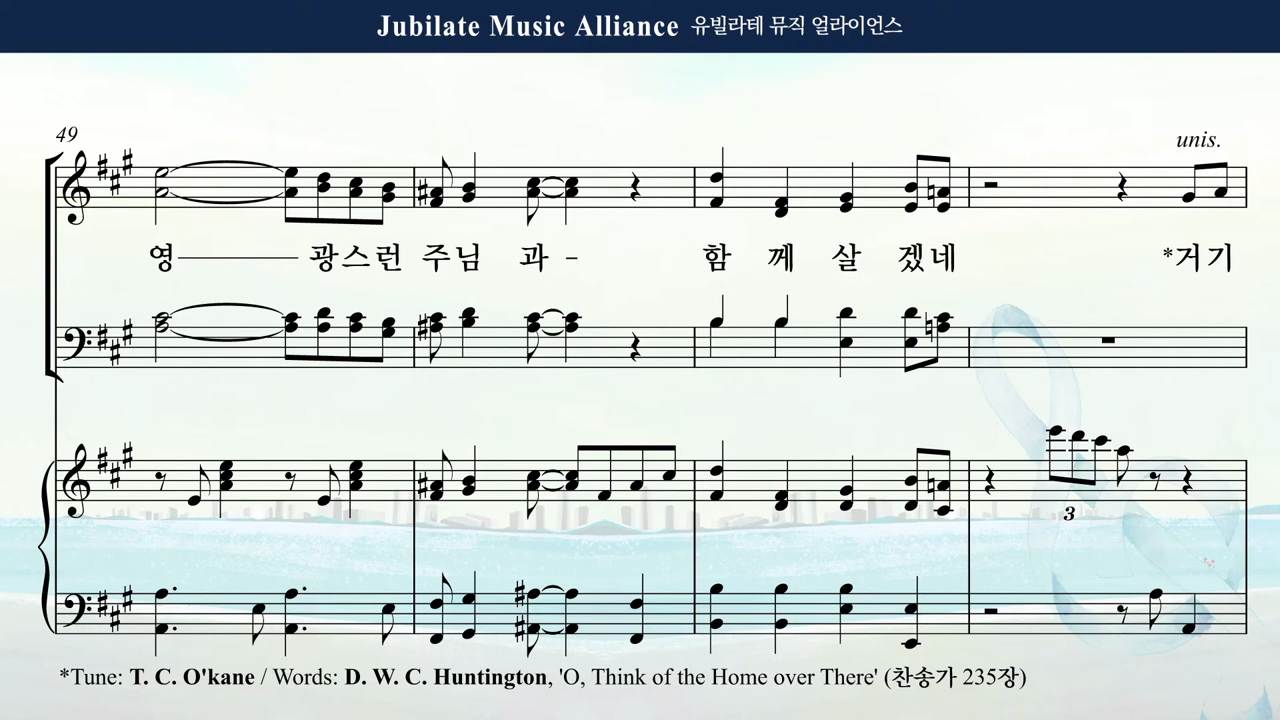 Jubilate Music Alliance 유빌라테 뮤직 얼라이언스
49
unis.
영 광스런 주님 과 - 함 께 살 겠네 *거기
3
*Tune: T. C. O'kane / Words: D. W. C. Huntington, 'O, Think of the Home over There' (찬송가 235장)